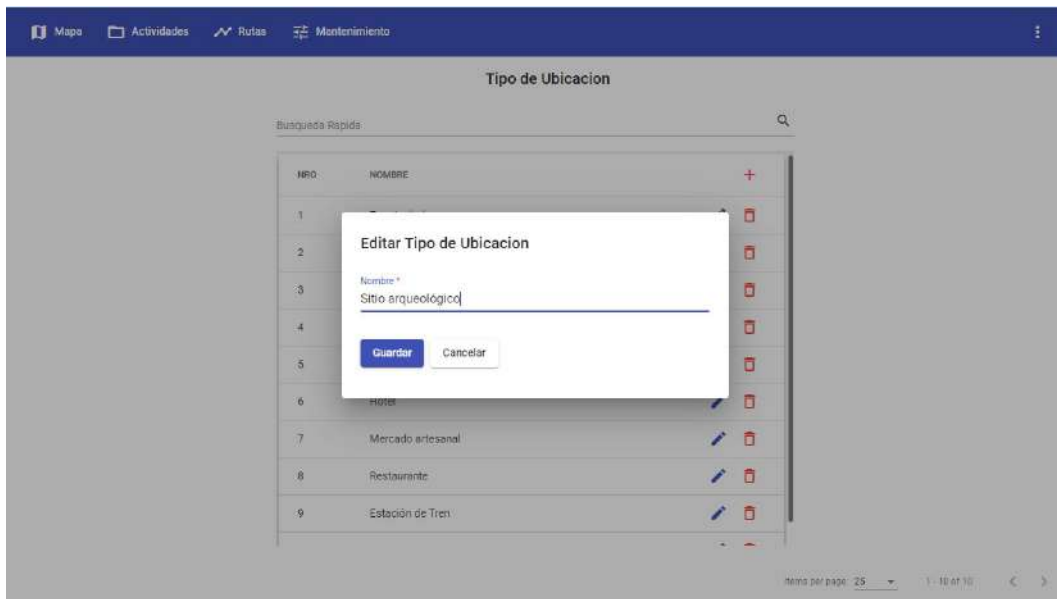 Mapa Actividades Rutas Mantenimiento
Tipo de Ubicacion
Busqueda Rapida
NRO NOMBRE
1
2
Editar Tipo de Ubicacion
3
Nombre *
Sitio arqueológico
4
Guardar Cancelar
5
6 Hotel
7 Mercado artesanal
8 Restaurante
9 Estación de Tren
Items per page: 25 1 - 10 of 10